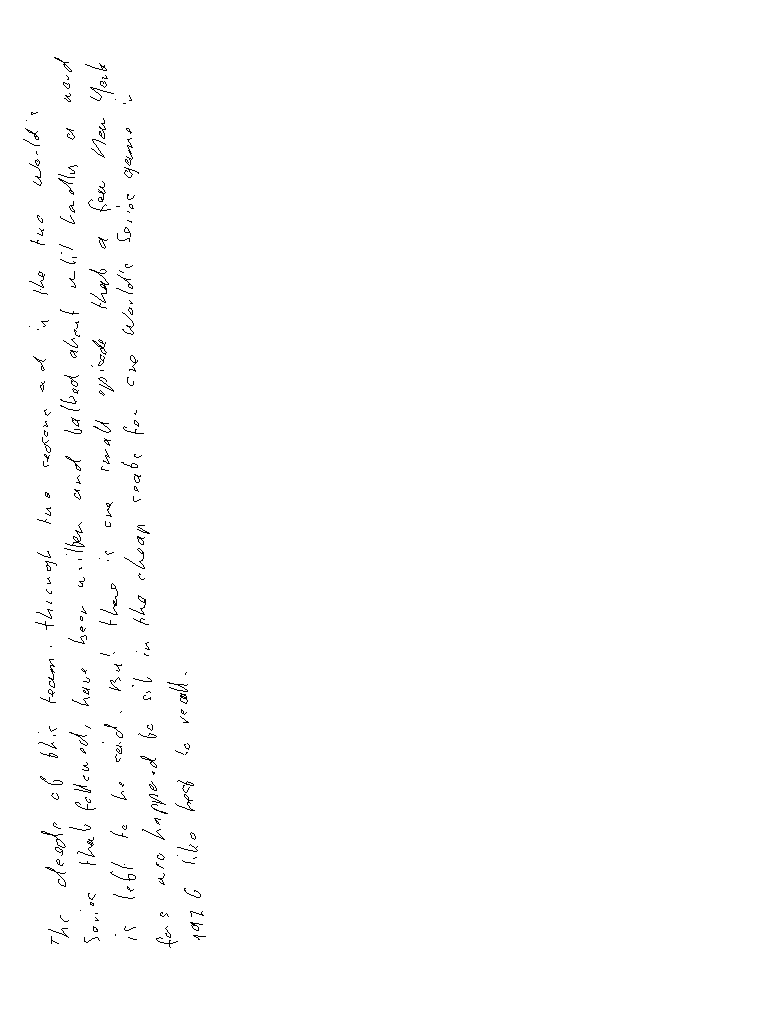 The deeds of this team, through two seasons and in the two world's
Series that followed, have been written and talked about until hardly a word
is left to be said. But there is one small episode that a few New York
fans who happened to sit in the cheap seats for one World's Series game in
1926 like best to recall.